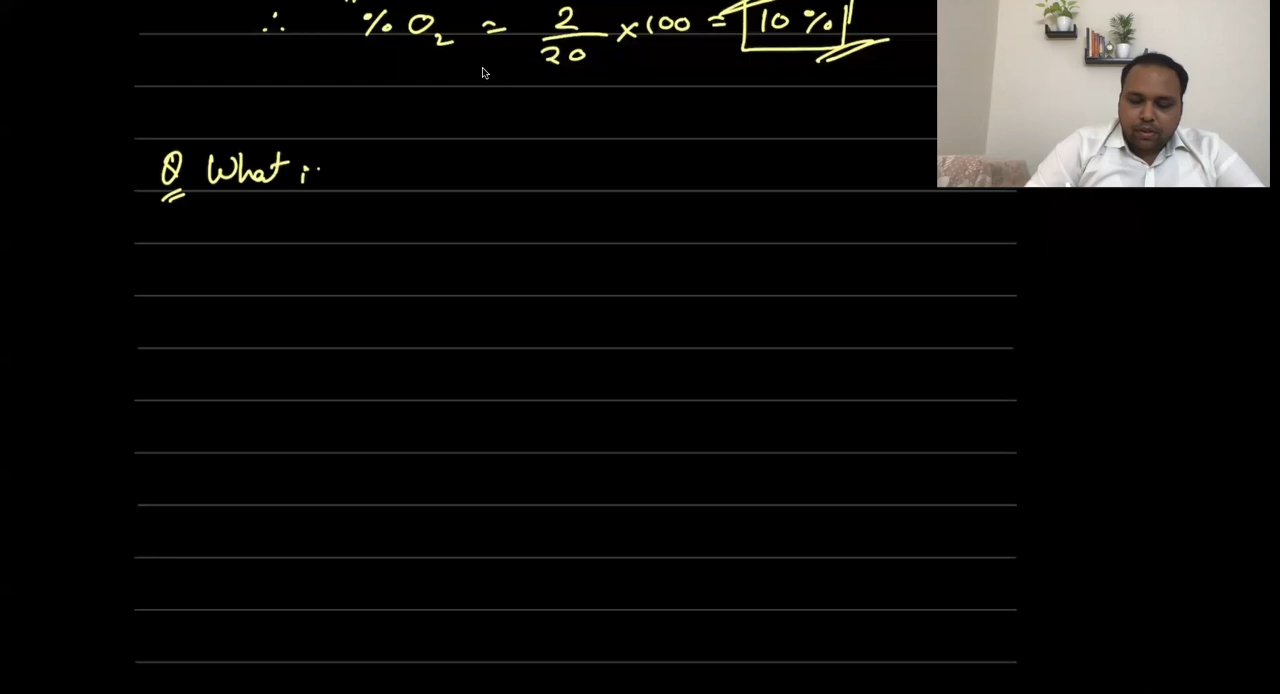 ∴ % O₂ ≃ 2/20 × 100 = 10 %
Q What i